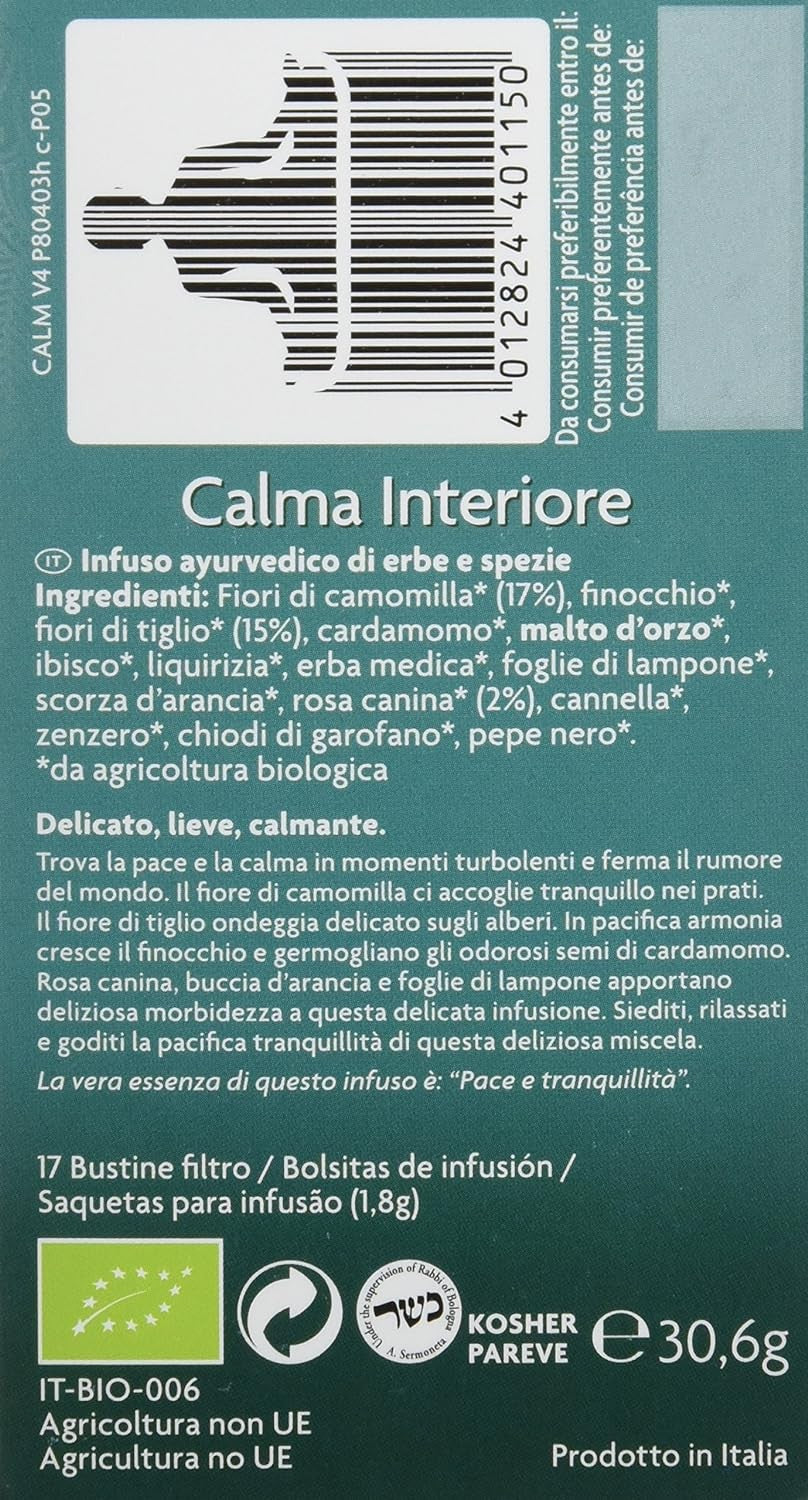 CALM V4 P80403h c-P05
4 012824 401150
Da consumarsi preferibilmente entro il:
Consumir preferentemente antes de:
Consumir de preferência antes de:
Calma Interiore
IT Infuso ayurvedico di erbe e spezie
Ingredienti: Fiori di camomilla* (17%), finocchio*,
fiori di tiglio* (15%), cardamomo*, malto d'orzo*,
ibisco*, liquirizia*, erba medica*, foglie di lampone*,
scorza d'arancia*, rosa canina* (2%), cannella*,
zenzero*, chiodi di garofano*, pepe nero*.
*da agricoltura biologica
Delicato, lieve, calmante.
Trova la pace e la calma in momenti turbolenti e ferma il rumore
del mondo. Il fiore di camomilla ci accoglie tranquillo nei prati.
Il fiore di tiglio ondeggia delicato sugli alberi. In pacifica armonia
cresce il finocchio e germogliano gli odorosi semi di cardamomo.
Rosa canina, buccia d'arancia e foglie di lampone apportano
deliziosa morbidezza a questa delicata infusione. Siediti, rilassati
e goditi la pacifica tranquillità di questa deliziosa miscela.
La vera essenza di questo infuso è: “Pace e tranquillità”.
17 Bustine filtro / Bolsitas de infusión /
Saquetas para infusão (1,8g)
Under the supervision of Rabbi of Bologna
כשר
A. Sermoneta
KOSHER
PAREVE
℮ 30,6g
IT-BIO-006
Agricoltura non UE
Agricultura no UE
Prodotto in Italia